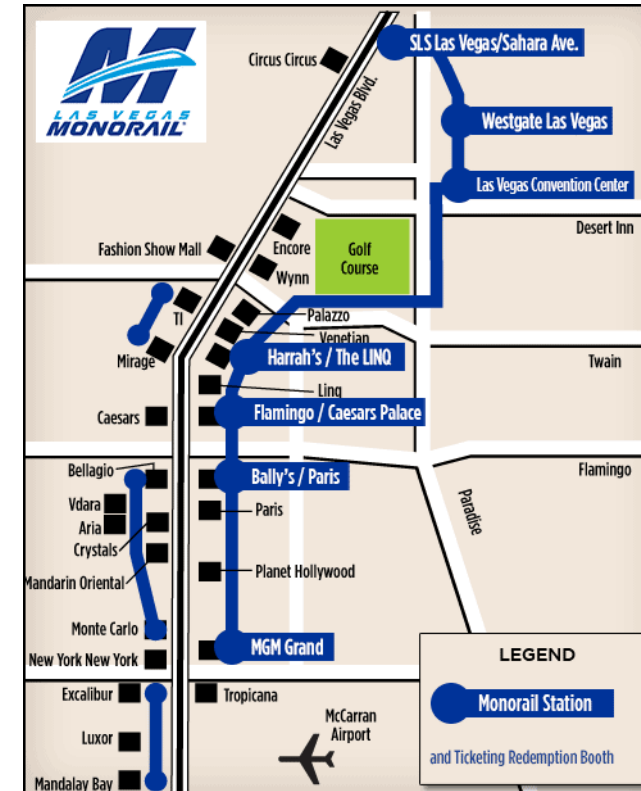 LAS VEGAS
MONORAIL
SLS Las Vegas/Sahara Ave.
Circus Circus
Las Vegas Blvd.
Westgate Las Vegas
Las Vegas Convention Center
Desert Inn
Fashion Show Mall
Encore
Golf
Course
Wynn
TI
Palazzo
Venetian
Mirage
Harrah's / The LINQ
Twain
Linq
Caesars
Flamingo / Caesars Palace
Bellagio
Bally's / Paris
Flamingo
Vdara
Aria
Paris
Paradise
Crystals
Mandarin Oriental
Planet Hollywood
Monte Carlo
MGM Grand
New York New York
LEGEND
Excalibur
Tropicana
Monorail Station
McCarran
Airport
Luxor
and Ticketing Redemption Booth
Mandalay Bay